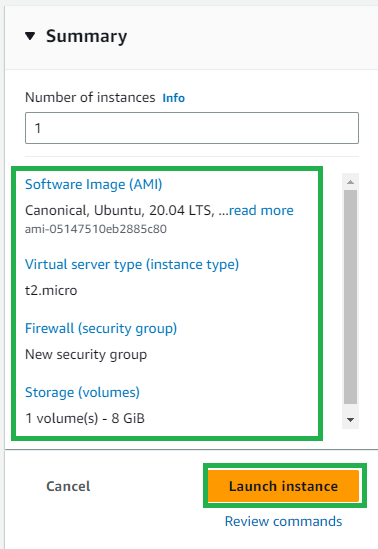 Summary
Number of instances Info
1
Software Image (AMI)
Canonical, Ubuntu, 20.04 LTS, ...read more
ami-05147510eb2885c80
Virtual server type (instance type)
t2.micro
Firewall (security group)
New security group
Storage (volumes)
1 volume(s) - 8 GiB
Cancel Launch instance
Review commands